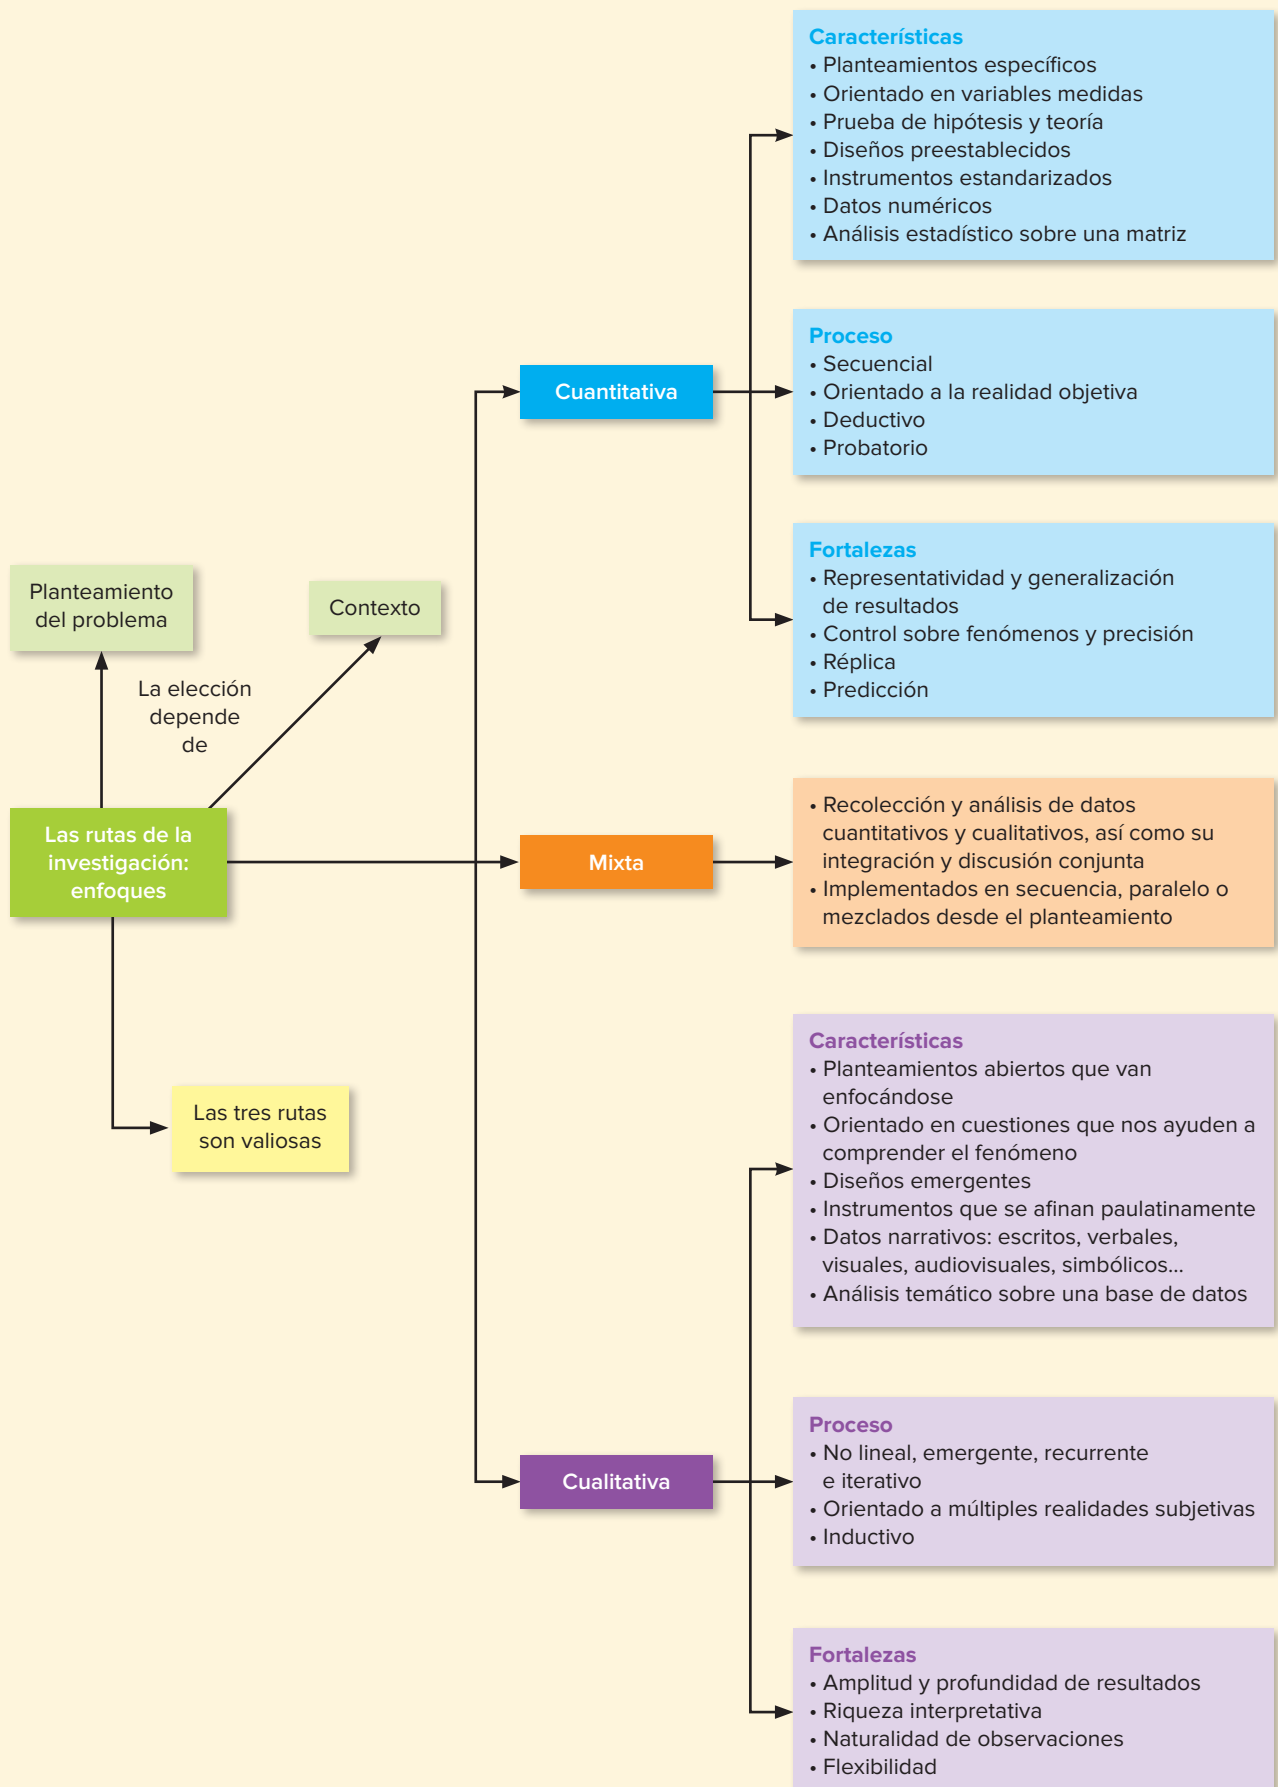 Características
• Planteamientos específicos
• Orientado en variables medidas
• Prueba de hipótesis y teoría
• Diseños preestablecidos
• Instrumentos estandarizados
• Datos numéricos
• Análisis estadístico sobre una matriz
Proceso
• Secuencial
• Orientado a la realidad objetiva
• Deductivo
• Probatorio
Cuantitativa
Fortalezas
• Representatividad y generalización
de resultados
• Control sobre fenómenos y precisión
• Réplica
• Predicción
Planteamiento
del problema
Contexto
La elección
depende
de
Las rutas de la
investigación:
enfoques
Mixta
• Recolección y análisis de datos
cuantitativos y cualitativos, así como su
integración y discusión conjunta
• Implementados en secuencia, paralelo o
mezclados desde el planteamiento
Las tres rutas
son valiosas
Características
• Planteamientos abiertos que van
enfocándose
• Orientado en cuestiones que nos ayuden a
comprender el fenómeno
• Diseños emergentes
• Instrumentos que se afinan paulatinamente
• Datos narrativos: escritos, verbales,
visuales, audiovisuales, simbólicos...
• Análisis temático sobre una base de datos
Cualitativa
Proceso
• No lineal, emergente, recurrente
e iterativo
• Orientado a múltiples realidades subjetivas
• Inductivo
Fortalezas
• Amplitud y profundidad de resultados
• Riqueza interpretativa
• Naturalidad de observaciones
• Flexibilidad